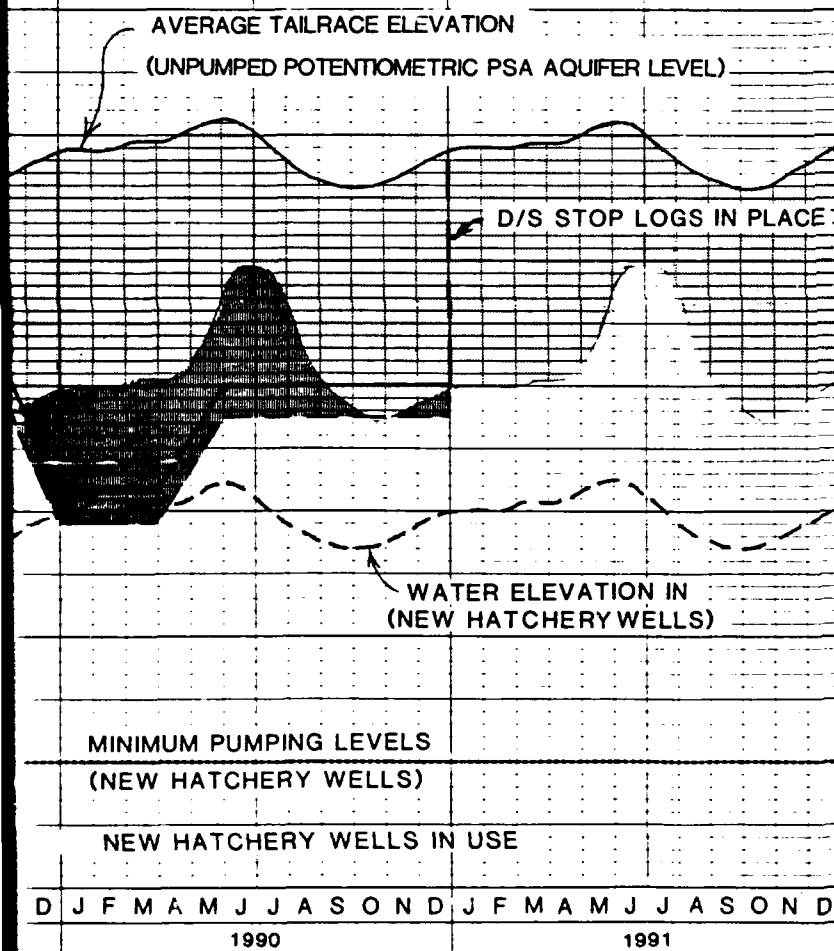 AVERAGE TAILRACE ELEVATION
(UNPUMPED POTENTIOMETRIC PSA AQUIFER LEVEL)
D/S STOP LOGS IN PLACE
WATER ELEVATION IN
(NEW HATCHERY WELLS)
MINIMUM PUMPING LEVELS
(NEW HATCHERY WELLS)
NEW HATCHERY WELLS IN USE
D J F M A M J J A S O N D J F M A M J J A S O N D
1990 1991